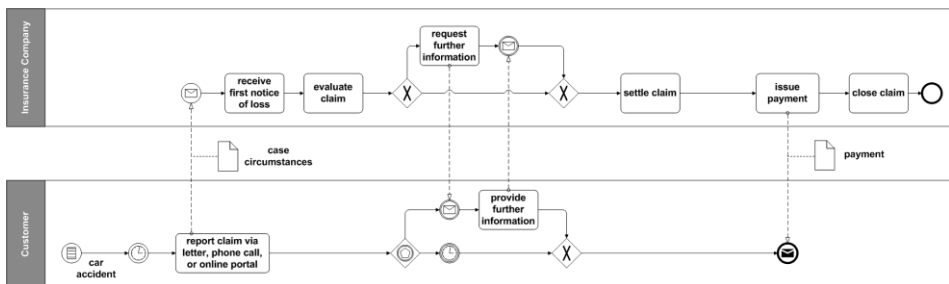 Insurance Company
request
further
information
receive
first notice
of loss
evaluate
claim
settle claim
issue
payment
close claim
case
circumstances
payment
Customer
provide
further
information
car
accident
report claim via
letter, phone call,
or online portal